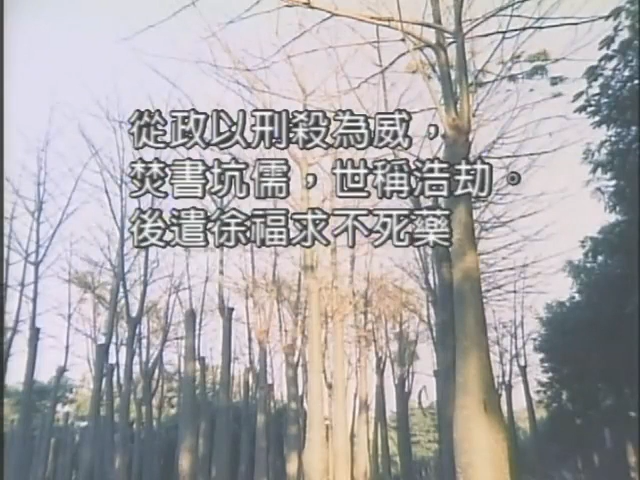 從政以刑殺為威，
焚書坑儒，世稱浩劫。
後遣徐福求不死藥